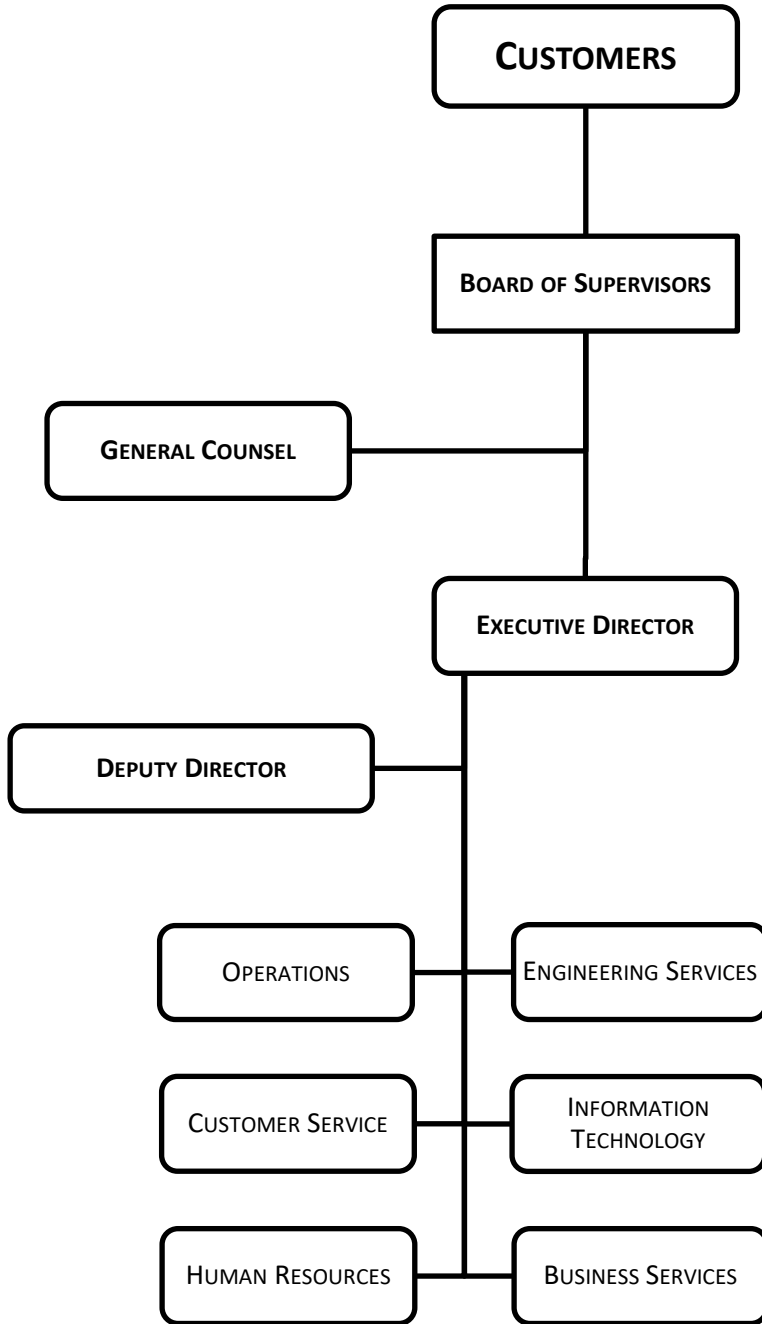 CUSTOMERS
BOARD OF SUPERVISORS
GENERAL COUNSEL
EXECUTIVE DIRECTOR
DEPUTY DIRECTOR
OPERATIONS
ENGINEERING SERVICES
CUSTOMER SERVICE
INFORMATION
TECHNOLOGY
HUMAN RESOURCES
BUSINESS SERVICES